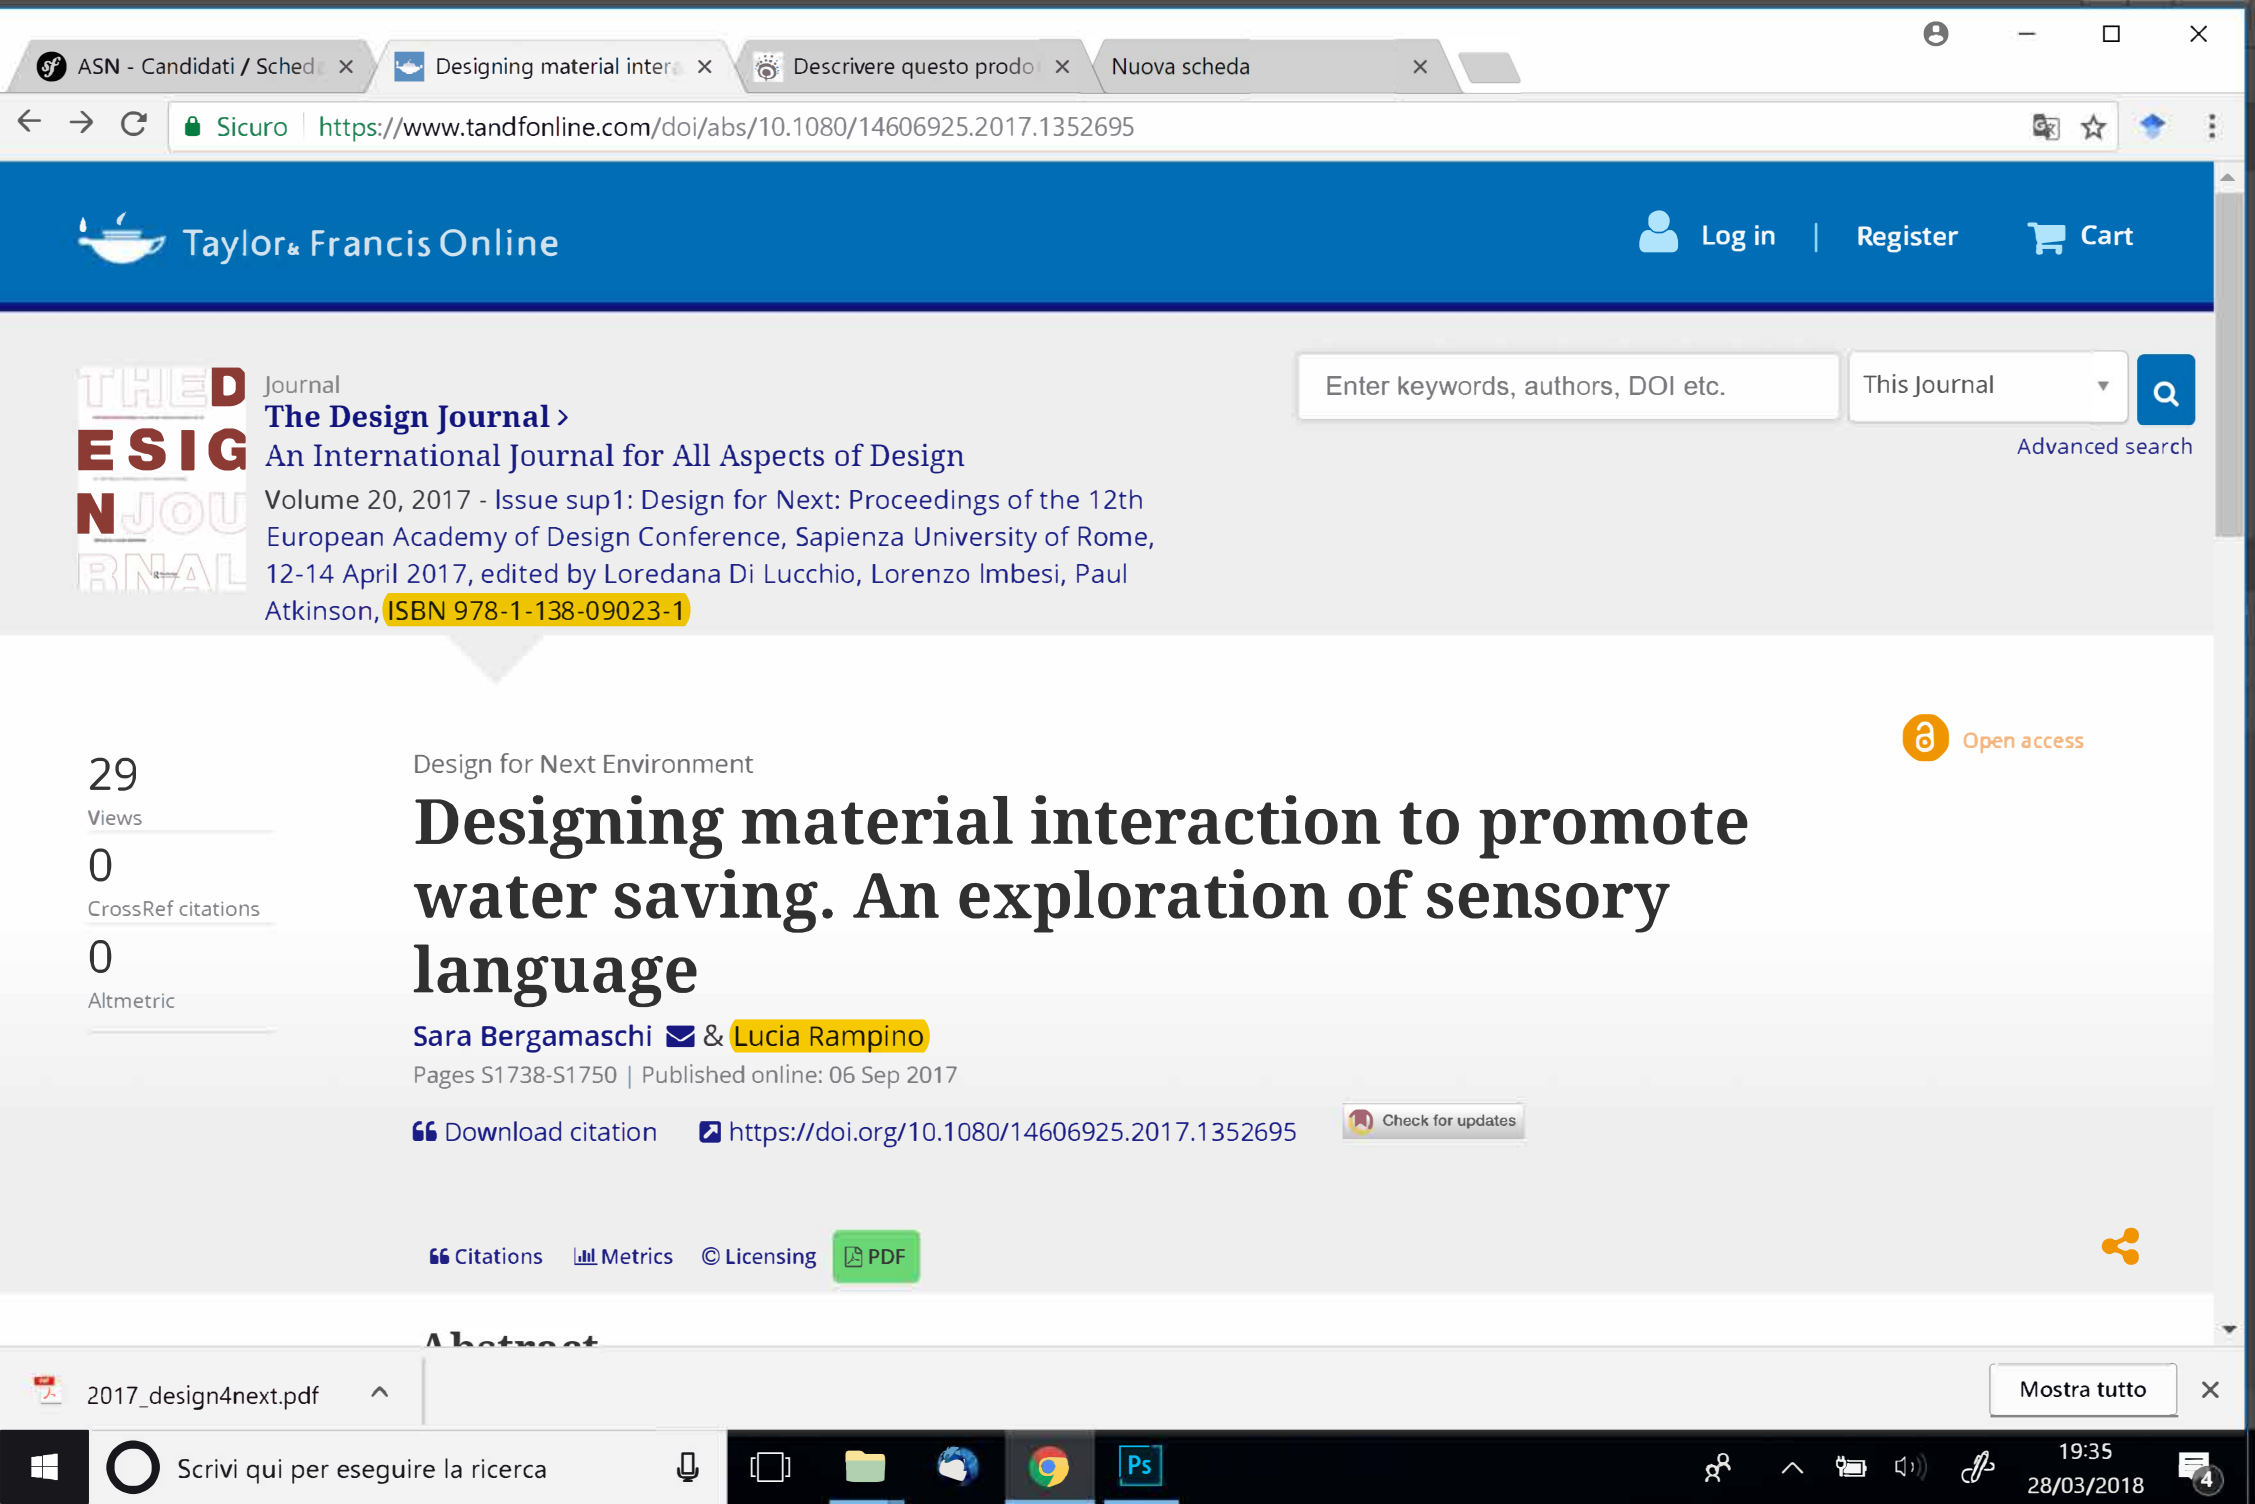 ASN - Candidati / Sched
Designing material inter
Descrivere questo prodo
Nuova scheda
Sicuro
https://www.tandfonline.com/doi/abs/10.1080/14606925.2017.1352695
Taylor & Francis Online
Log in | Register Cart
THE D
ESIG
N JOU
RNAL
Journal
The Design Journal >
An International Journal for All Aspects of Design
Volume 20, 2017 - Issue sup1: Design for Next: Proceedings of the 12th
European Academy of Design Conference, Sapienza University of Rome,
12-14 April 2017, edited by Loredana Di Lucchio, Lorenzo Imbesi, Paul
Atkinson, ISBN 978-1-138-09023-1
Enter keywords, authors, DOI etc.
This Journal
Advanced search
Open access
29
Views
0
CrossRef citations
0
Altmetric
Design for Next Environment
Designing material interaction to promote
water saving. An exploration of sensory
language
Sara Bergamaschi & Lucia Rampino
Pages S1738-S1750 | Published online: 06 Sep 2017
Download citation https://doi.org/10.1080/14606925.2017.1352695 Check for updates
Citations Metrics © Licensing PDF
Abstract
2017_design4next.pdf
Mostra tutto
Scrivi qui per eseguire la ricerca
Ps
19:35
28/03/2018
4